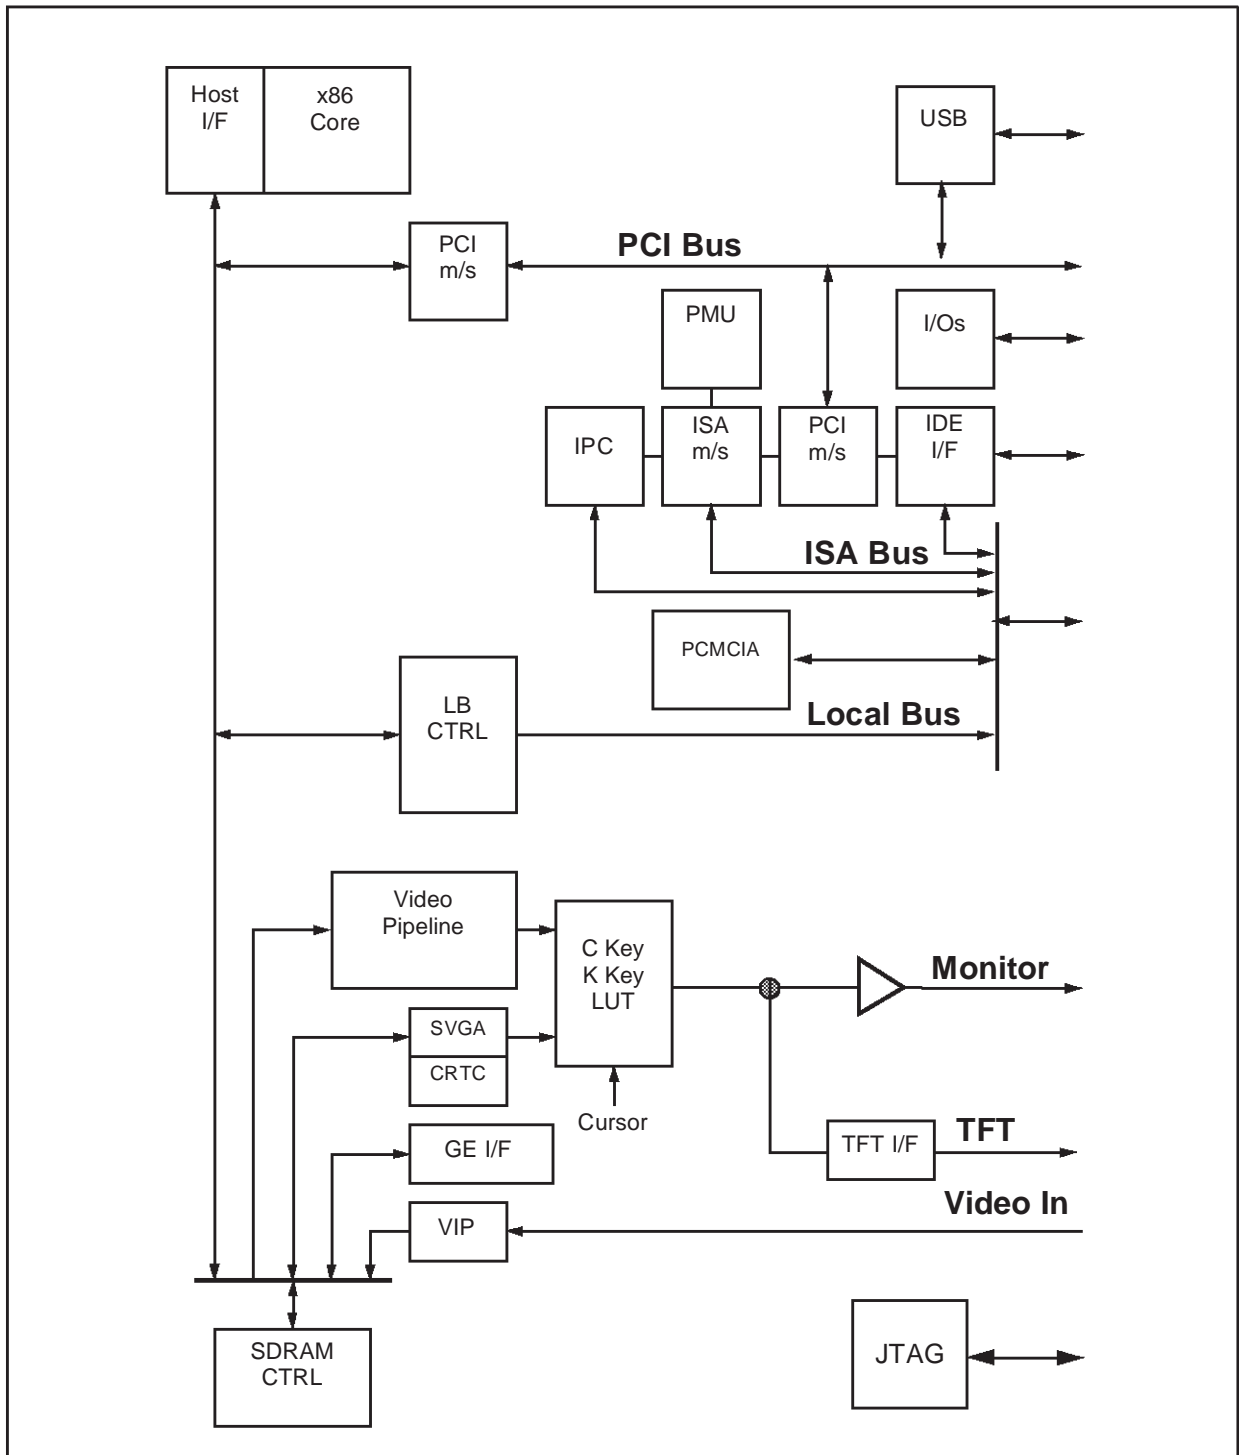 Host
I/F
x86
Core
USB
PCI
m/s
PCI Bus
PMU
I/Os
IPC
ISA
m/s
PCI
m/s
IDE
I/F
ISA Bus
PCMCIA
LB
CTRL
Local Bus
Video
Pipeline
C Key
K Key
LUT
Monitor
SVGA
CRTC
Cursor
GE I/F
TFT I/F
TFT
VIP
Video In
SDRAM
CTRL
JTAG